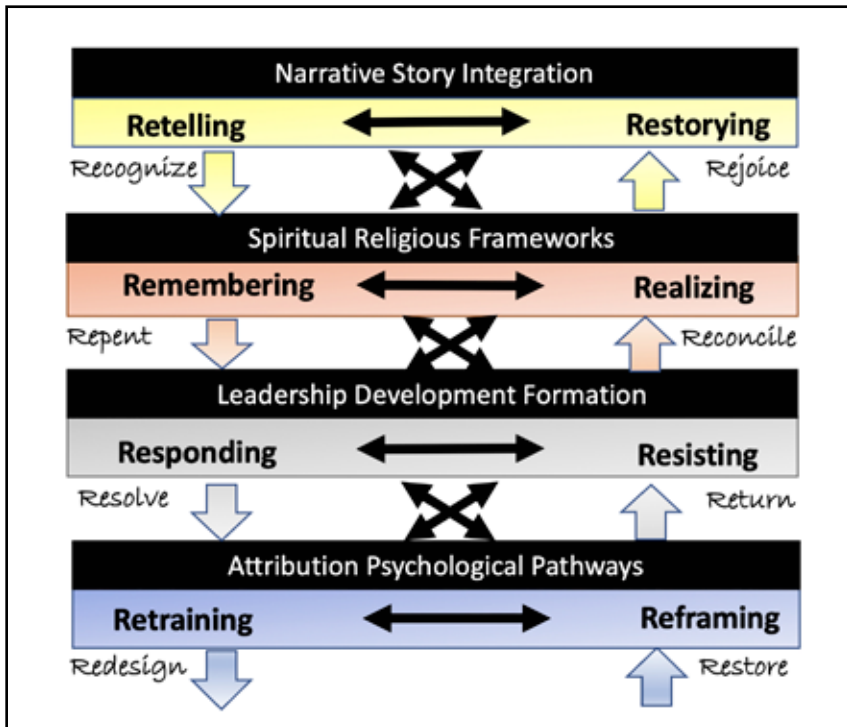 Narrative Story Integration
Retelling Restorying
Recognize Rejoice
Spiritual Religious Frameworks
Remembering Realizing
Repent Reconcile
Leadership Development Formation
Responding Resisting
Resolve Return
Attribution Psychological Pathways
Retraining Reframing
Redesign Restore